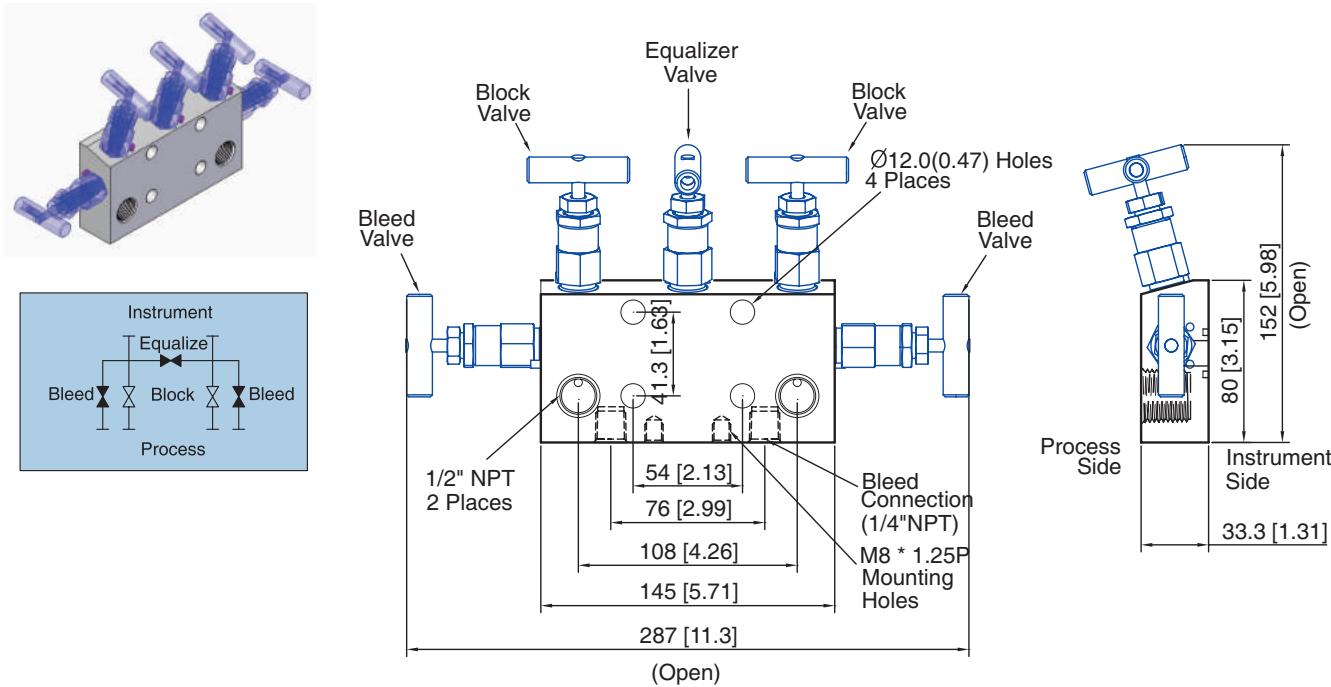 Equalizer
Valve
Block
Valve
Block
Valve
Ø12.0(0.47) Holes
4 Places
Bleed
Valve
Bleed
Valve
Instrument
Equalize
Bleed
Block
Bleed
Process
41.3 [1.63]
80 [3.15]
152 [5.98]
(Open)
1/2" NPT
2 Places
54 [2.13]
76 [2.99]
108 [4.26]
145 [5.71]
287 [11.3]
(Open)
Bleed
Connection
(1/4"NPT)
M8 * 1.25P
Mounting
Holes
Process
Side
Instrument
Side
33.3 [1.31]